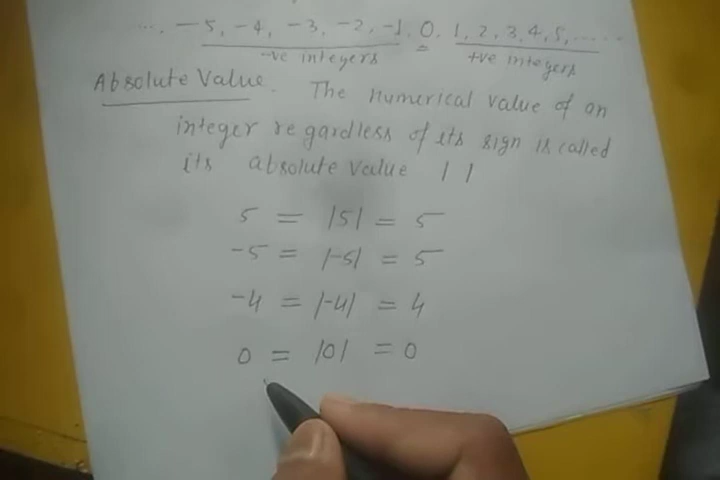 ...., -5, -4, -3, -2, -1, 0, 1, 2, 3, 4, 5, .....
-ve integers = +ve integers
Absolute Value. The numerical value of an
integer regardless of its sign is called
its absolute value | |
5 = |5| = 5
-5 = |-5| = 5
-4 = |-4| = 4
0 = |0| = 0